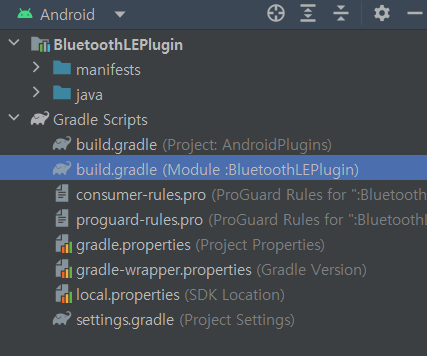 Android
BluetoothLEPlugin
manifests
java
Gradle Scripts
build.gradle (Project: AndroidPlugins)
build.gradle (Module :BluetoothLEPlugin)
consumer-rules.pro (ProGuard Rules for ":Bluetooth
proguard-rules.pro (ProGuard Rules for ":BluetoothL
gradle.properties (Project Properties)
gradle-wrapper.properties (Gradle Version)
local.properties (SDK Location)
settings.gradle (Project Settings)